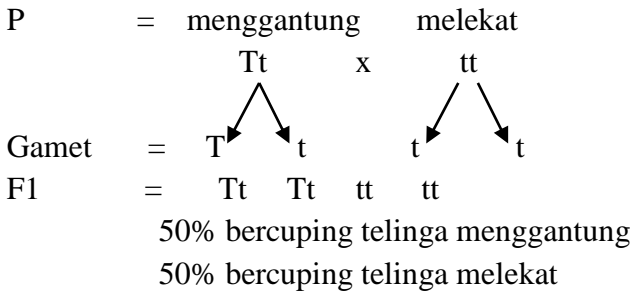 P = menggantung melekat
Tt x tt
Gamet = T t t t
F1 = Tt Tt tt tt
50% bercuping telinga menggantung
50% bercuping telinga melekat